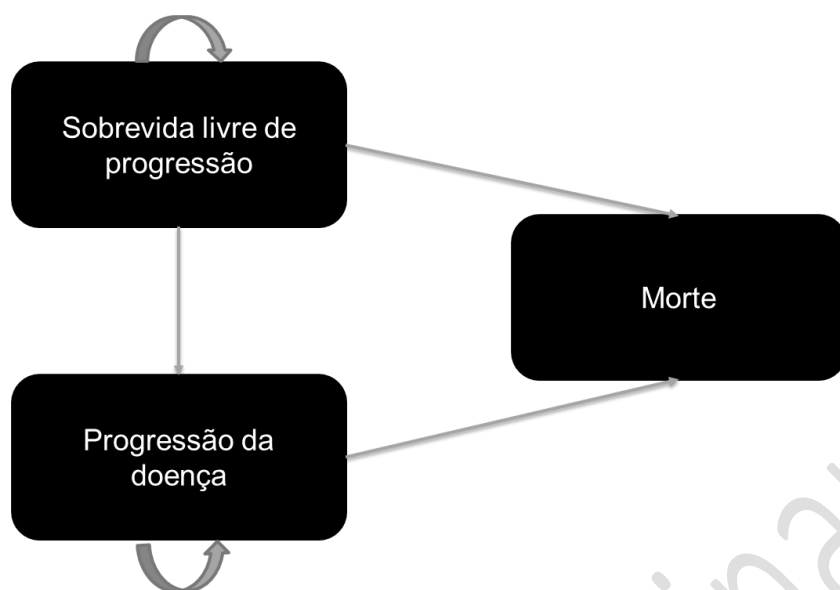 Sobrevida livre de
progressão
Morte
Progressão da
doença